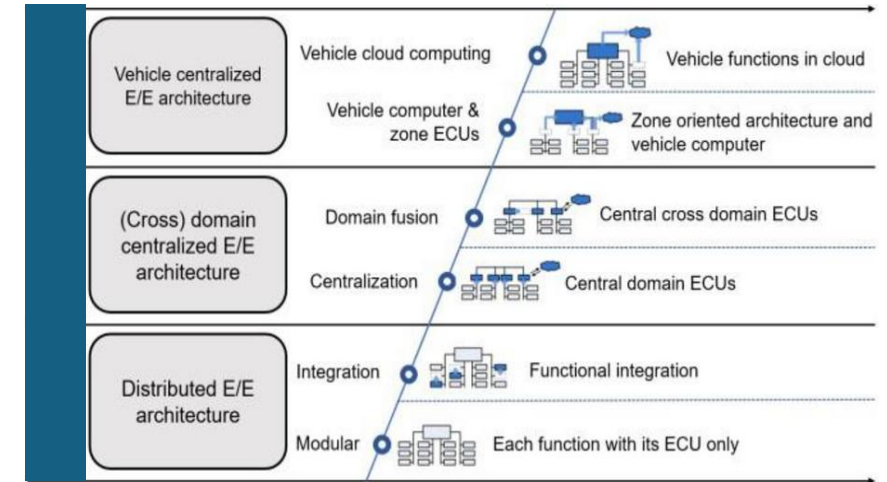 Vehicle centralized
E/E architecture
Vehicle cloud computing
Vehicle functions in cloud
Vehicle computer &
zone ECUs
Zone oriented architecture and
vehicle computer
(Cross) domain
centralized E/E
architecture
Domain fusion
Central cross domain ECUs
Centralization
Central domain ECUs
Distributed E/E
architecture
Integration
Functional integration
Modular
Each function with its ECU only